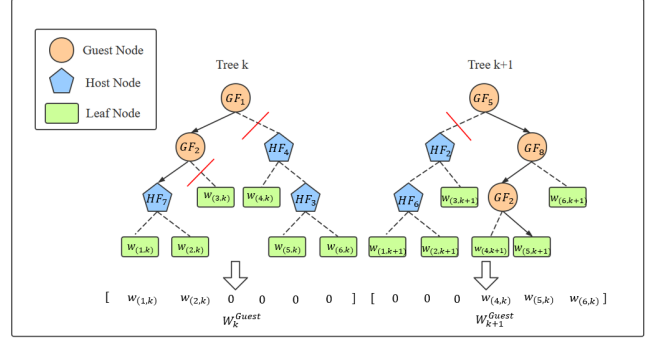 Guest Node
Host Node
Leaf Node
Tree k
Tree k+1
GF₁
GF₅
GF₂
HF₄
HF₂
GF₈
HF₇
w(3,k)
w(4.k)
HF₃
HF₆
w(3,k+1)
GF₂
w(6,k+1)
w(1,k)
w(2.k)
w(5,k)
w(6.k)
w(1,k+1)
w(2.k+1)
w(4,k+1)
w(5,k+1)
[ w(1,k) w(2,k) 0 0 0 0 ] [ 0 0 0 w(4,k) w(5,k) w(6,k) ]
W_k^Guest
W_{k+1}^Guest